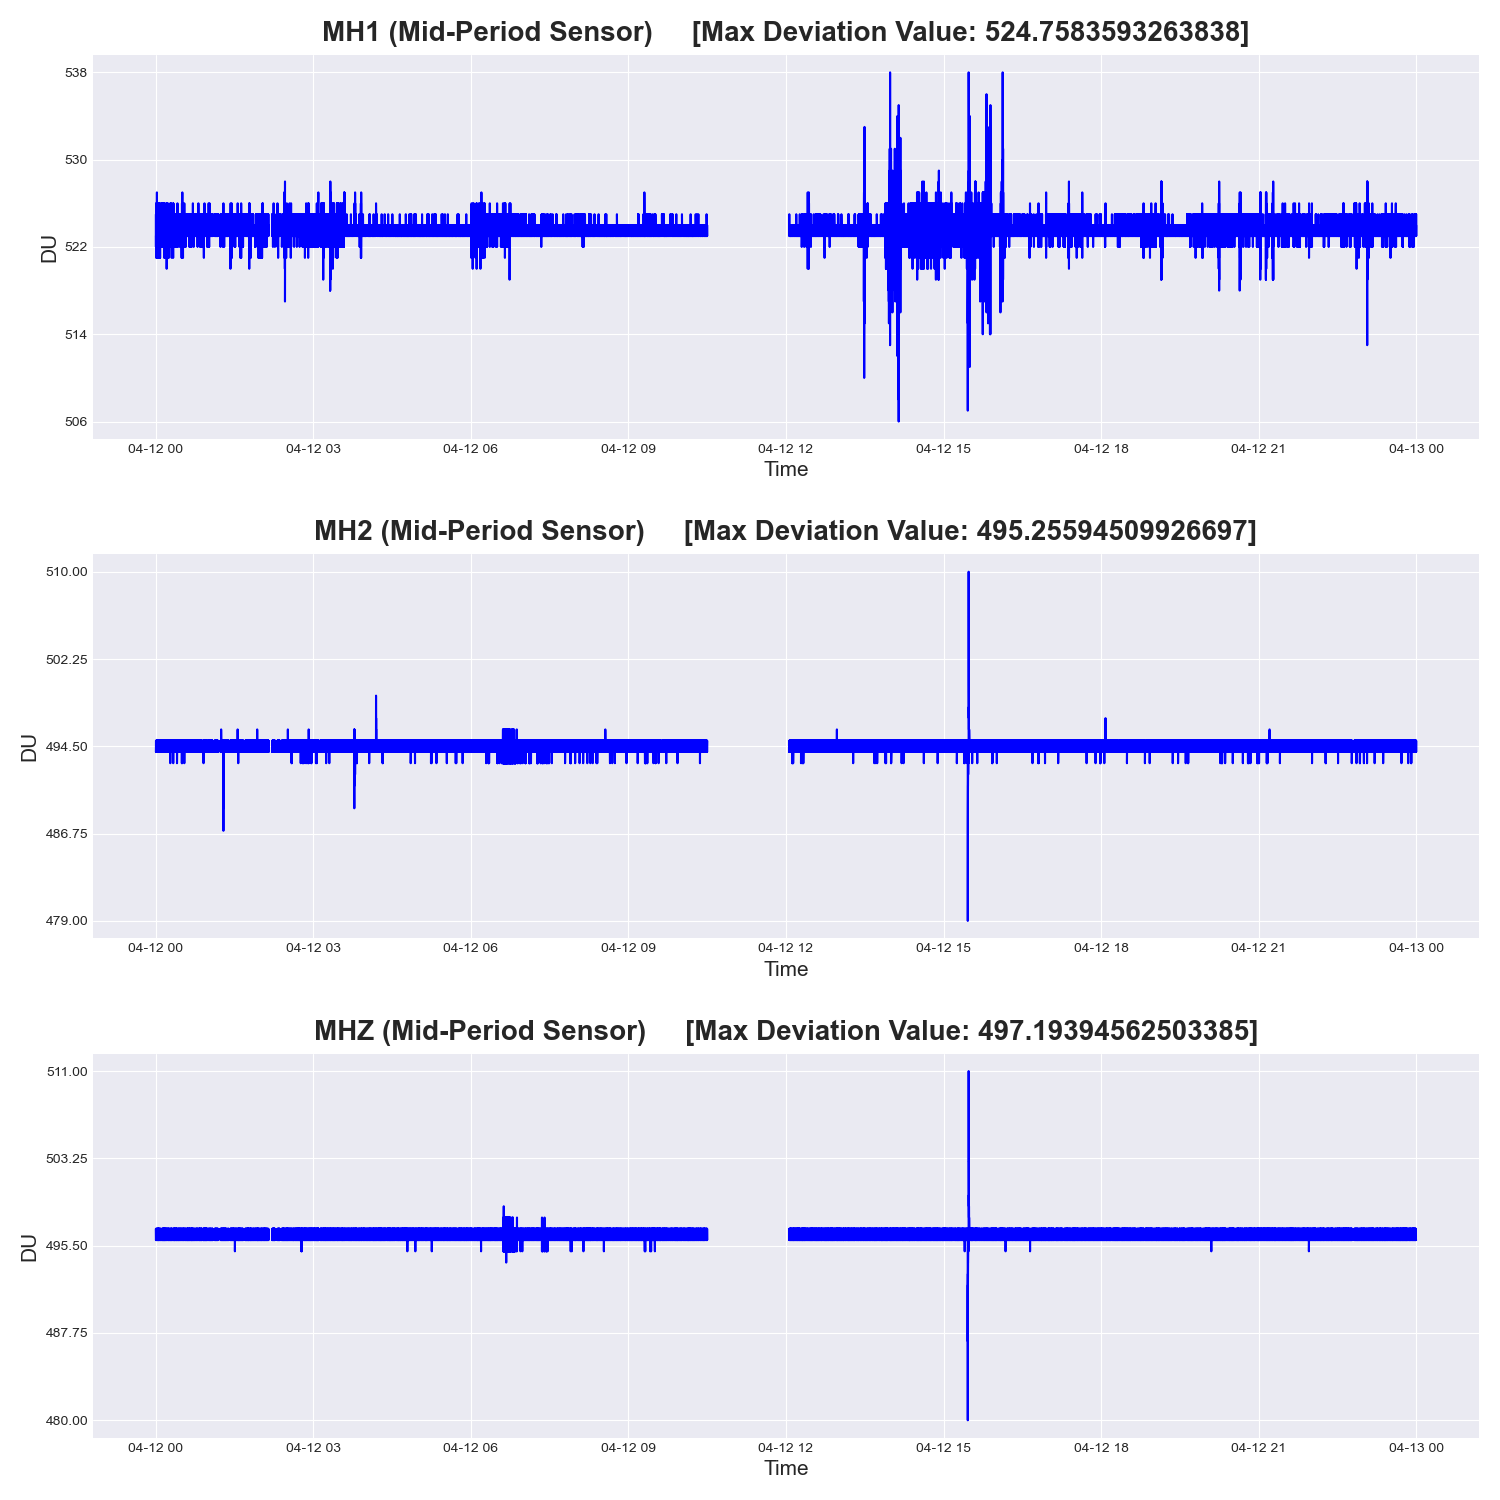 MH1 (Mid-Period Sensor) [Max Deviation Value: 524.7583593263838]
538
530
522
514
506
DU
04-12 00 04-12 03 04-12 06 04-12 09 04-12 12 04-12 15 04-12 18 04-12 21 04-13 00
Time
MH2 (Mid-Period Sensor) [Max Deviation Value: 495.25594509926697]
510.00
502.25
494.50
486.75
479.00
DU
04-12 00 04-12 03 04-12 06 04-12 09 04-12 12 04-12 15 04-12 18 04-12 21 04-13 00
Time
MHZ (Mid-Period Sensor) [Max Deviation Value: 497.19394562503385]
511.00
503.25
495.50
487.75
480.00
DU
04-12 00 04-12 03 04-12 06 04-12 09 04-12 12 04-12 15 04-12 18 04-12 21 04-13 00
Time